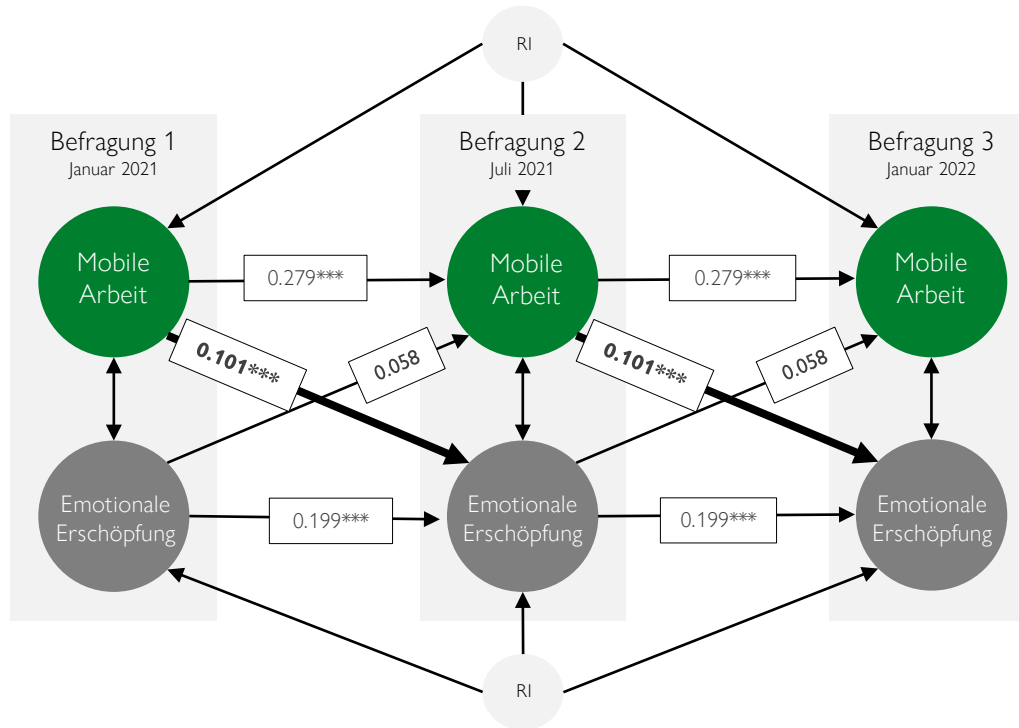 RI
Befragung 1
Januar 2021
Befragung 2
Juli 2021
Befragung 3
Januar 2022
Mobile
Arbeit
0.279***
Mobile
Arbeit
0.279***
Mobile
Arbeit
0.101***
0.058
0.101***
0.058
Emotionale
Erschöpfung
0.199***
Emotionale
Erschöpfung
0.199***
Emotionale
Erschöpfung
RI